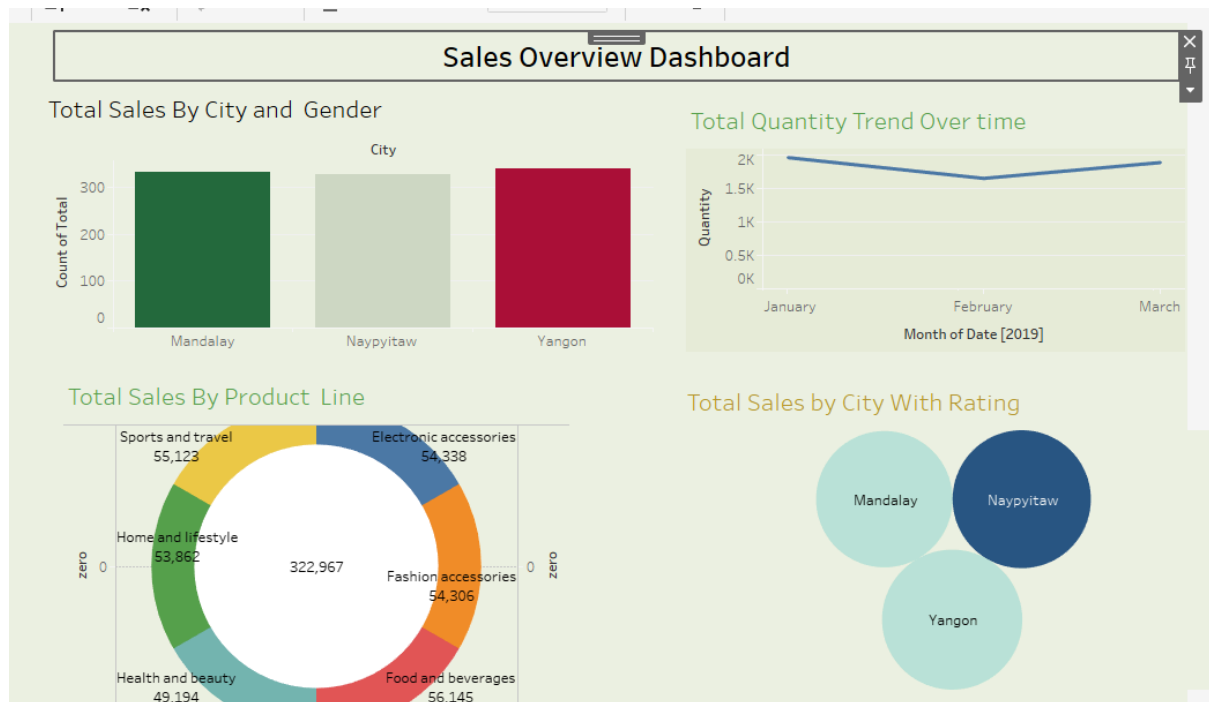 Sales Overview Dashboard
Total Sales By City and Gender
City
Count of Total
300
200
100
0
Mandalay
Naypyitaw
Yangon
Total Quantity Trend Over time
Quantity
2K
1.5K
1K
0.5K
0K
January
February
March
Month of Date [2019]
Total Sales By Product Line
Sports and travel
55,123
Electronic accessories
54,338
Home and lifestyle
53,862
322,967
Fashion accessories
54,306
zero
0
0
zero
Health and beauty
49,194
Food and beverages
56,145
Total Sales by City With Rating
Mandalay
Naypyitaw
Yangon